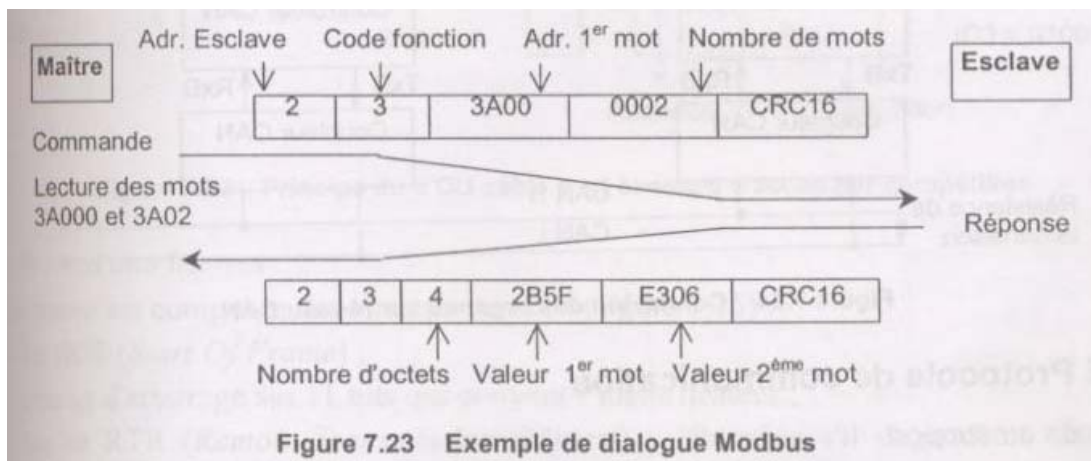 Adr. Esclave Code fonction Adr. 1er mot Nombre de mots
Maître Esclave
2 3 3A00 0002 CRC16
Commande
Lecture des mots
3A000 et 3A02
Réponse
2 3 4 2B5F E306 CRC16
Nombre d'octets Valeur 1er mot Valeur 2ème mot
Figure 7.23 Exemple de dialogue Modbus